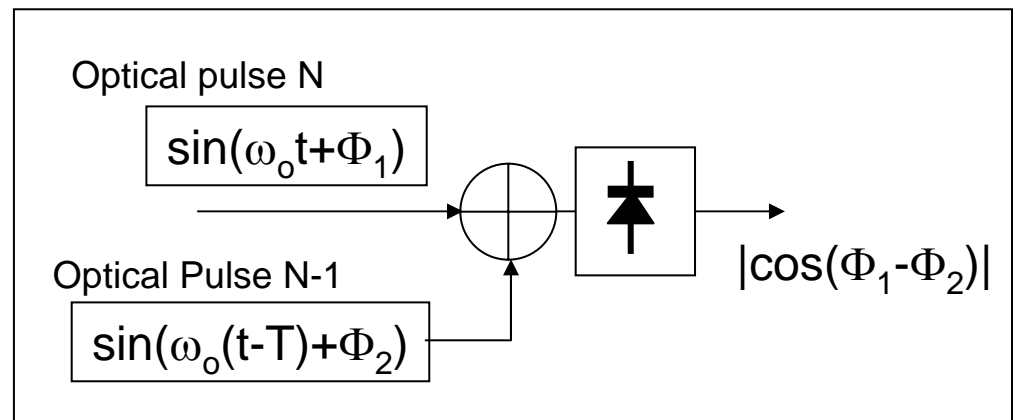 Optical pulse N
sin(ωₒt+Φ₁)
Optical Pulse N-1
sin(ωₒ(t-T)+Φ₂)
|cos(Φ₁-Φ₂)|